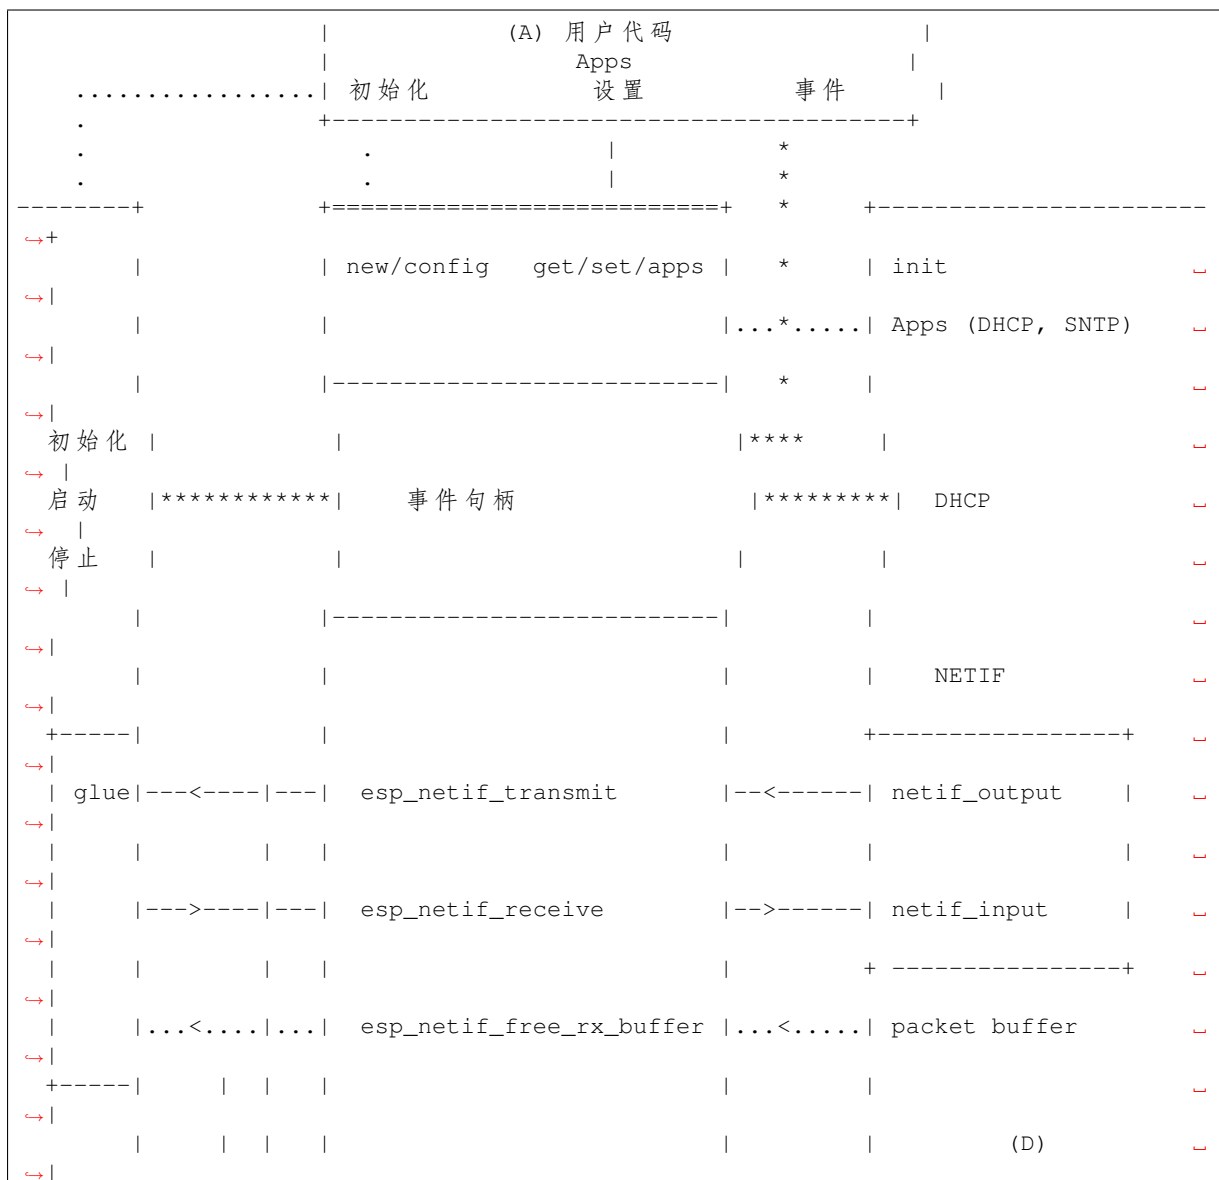 |            (A) 用户代码                 |
|                 Apps                   |
.................| 初始化           设置          事件       |
.                +----------------------------------------+
.                   .                |           *
.                   .                |           *
--------+            +===========================+   *     +-----------------------
↪+
|            | new/config   get/set/apps |   *     | init                 ␣
↪|
|            |                           |...*.....| Apps (DHCP, SNTP)    ␣
↪|
|            |---------------------------|   *     |                      ␣
↪|
初始化 |            |                           |****     |                      ␣
↪ |
启动   |************|    事件句柄                |*********|  DHCP                ␣
↪   |
停止   |            |                           |         |                      ␣
↪ |
|            |---------------------------|         |                      ␣
↪|
|            |                           |         |    NETIF             ␣
↪|
+-----|            |                           |         +-----------------+    ␣
↪|
| glue|---<----|---|  esp_netif_transmit       |--<------| netif_output    |    ␣
↪|
|     |        |   |                           |         |                 |    ␣
↪|
|     |--->----|---|  esp_netif_receive        |-->------| netif_input     |    ␣
↪|
|     |        |   |                           |         + ----------------+    ␣
↪|
|     |...<....|...|  esp_netif_free_rx_buffer |...<.....| packet buffer        ␣
↪|
+-----|     |  |   |                           |         |                      ␣
↪|
|     |  |   |                           |         |         (D)          ␣
↪|